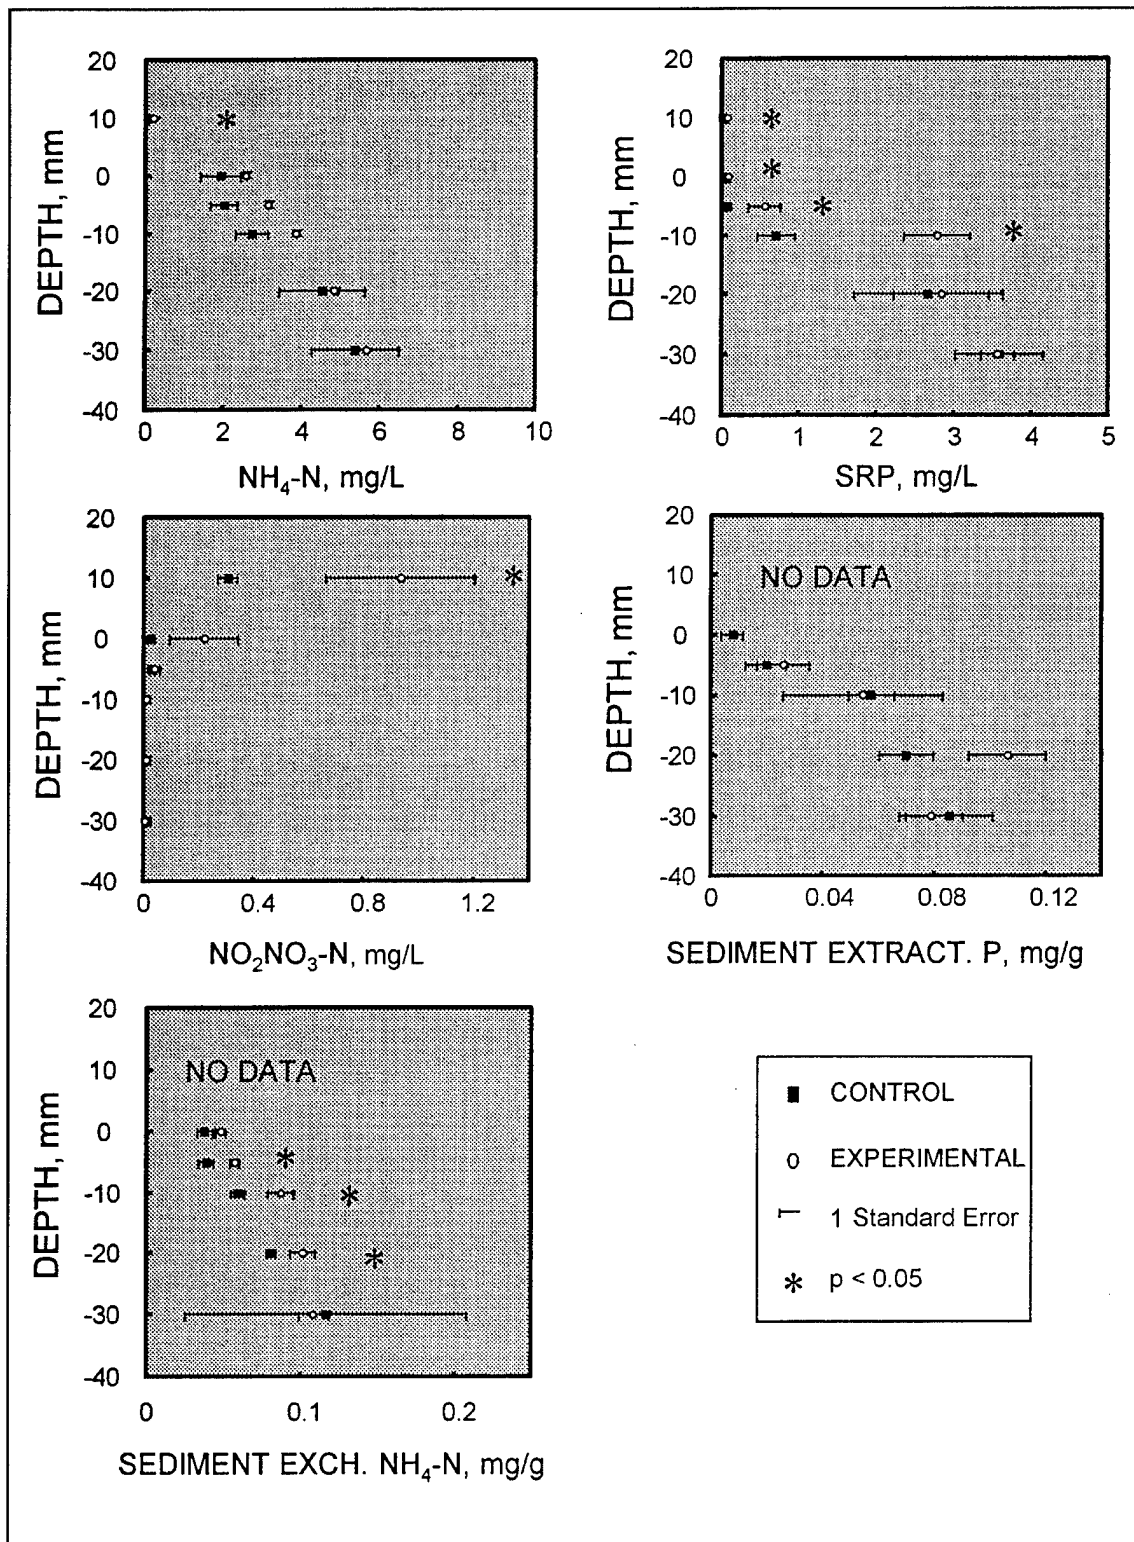 20
10
0
-10
-20
-30
-40
DEPTH, mm
0 2 4 6 8 10
NH₄-N, mg/L
20
10
0
-10
-20
-30
-40
DEPTH, mm
0 1 2 3 4 5
SRP, mg/L
20
10
0
-10
-20
-30
-40
DEPTH, mm
0 0.4 0.8 1.2
NO₂NO₃-N, mg/L
20
10
0
-10
-20
-30
-40
DEPTH, mm
NO DATA
0 0.04 0.08 0.12
SEDIMENT EXTRACT. P, mg/g
20
10
0
-10
-20
-30
-40
DEPTH, mm
NO DATA
0 0.1 0.2
SEDIMENT EXCH. NH₄-N, mg/g
CONTROL
EXPERIMENTAL
1 Standard Error
* p < 0.05